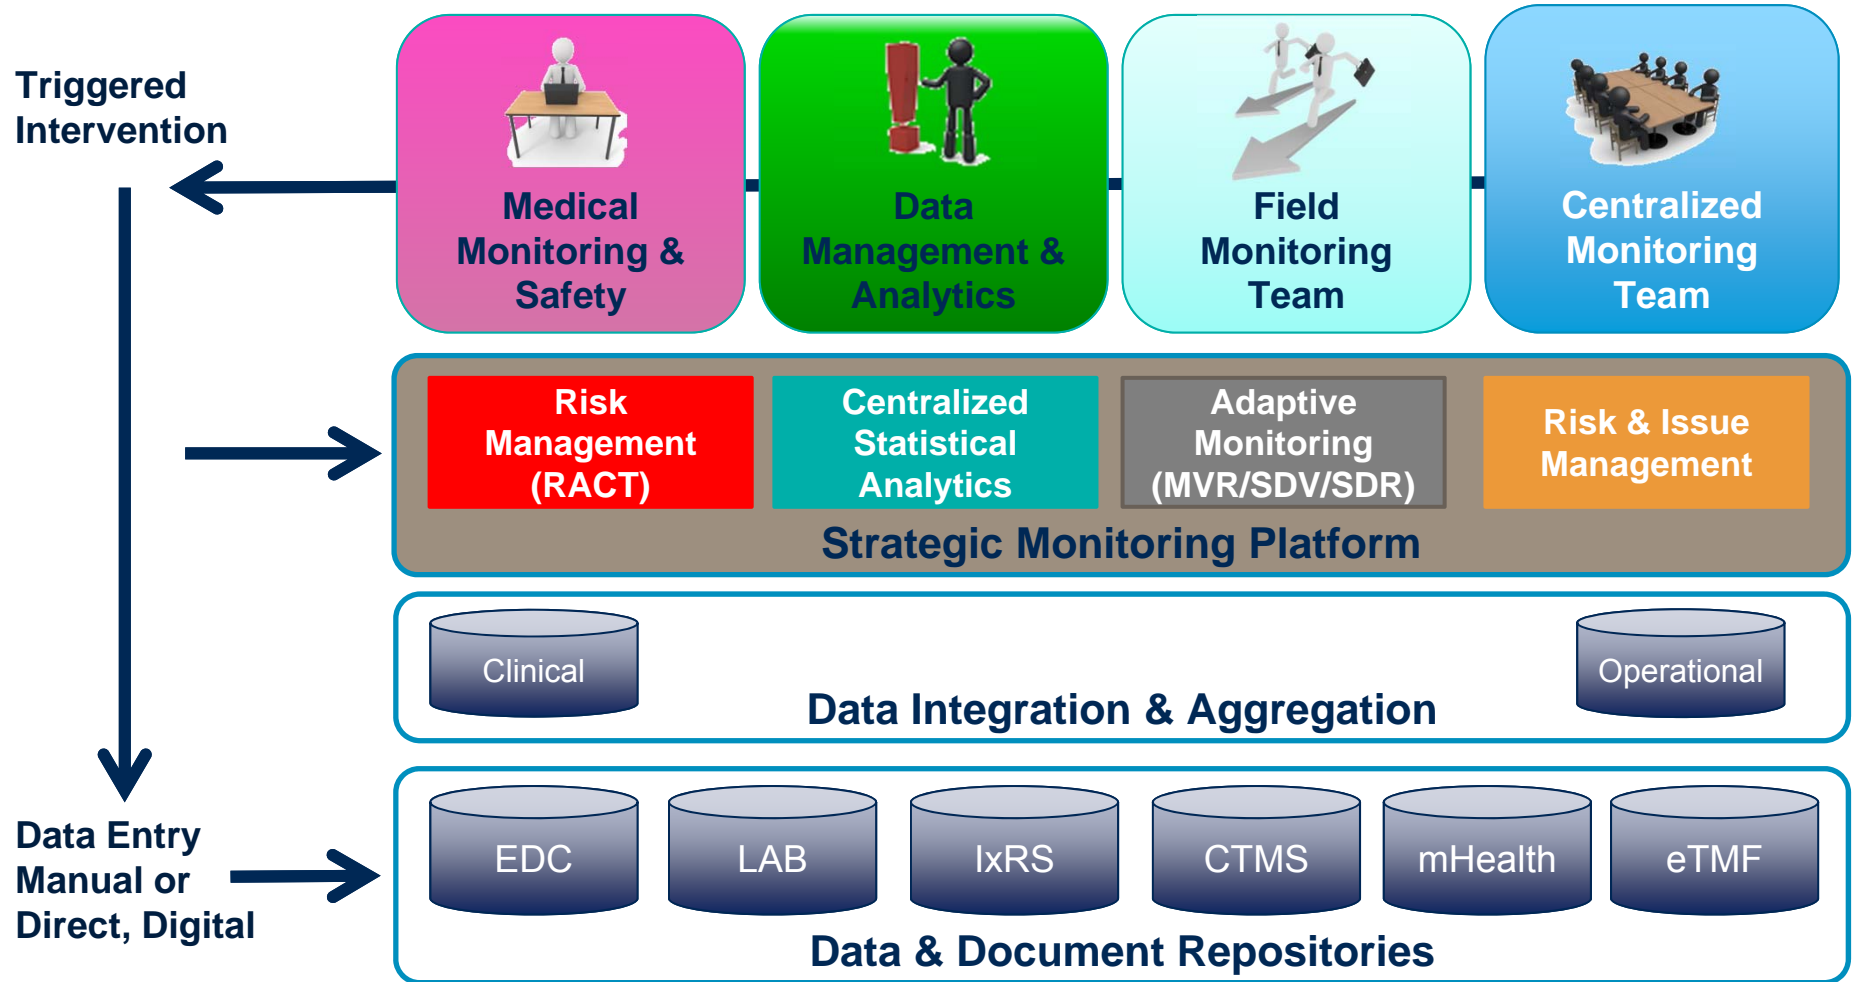 Triggered
Intervention
Medical
Monitoring &
Safety
Data
Management &
Analytics
Field
Monitoring
Team
Centralized
Monitoring
Team
Risk
Management
(RACT)
Centralized
Statistical
Analytics
Adaptive
Monitoring
(MVR/SDV/SDR)
Risk & Issue
Management
Strategic Monitoring Platform
Clinical
Operational
Data Integration & Aggregation
Data Entry
Manual or
Direct, Digital
EDC
LAB
IxRS
CTMS
mHealth
eTMF
Data & Document Repositories